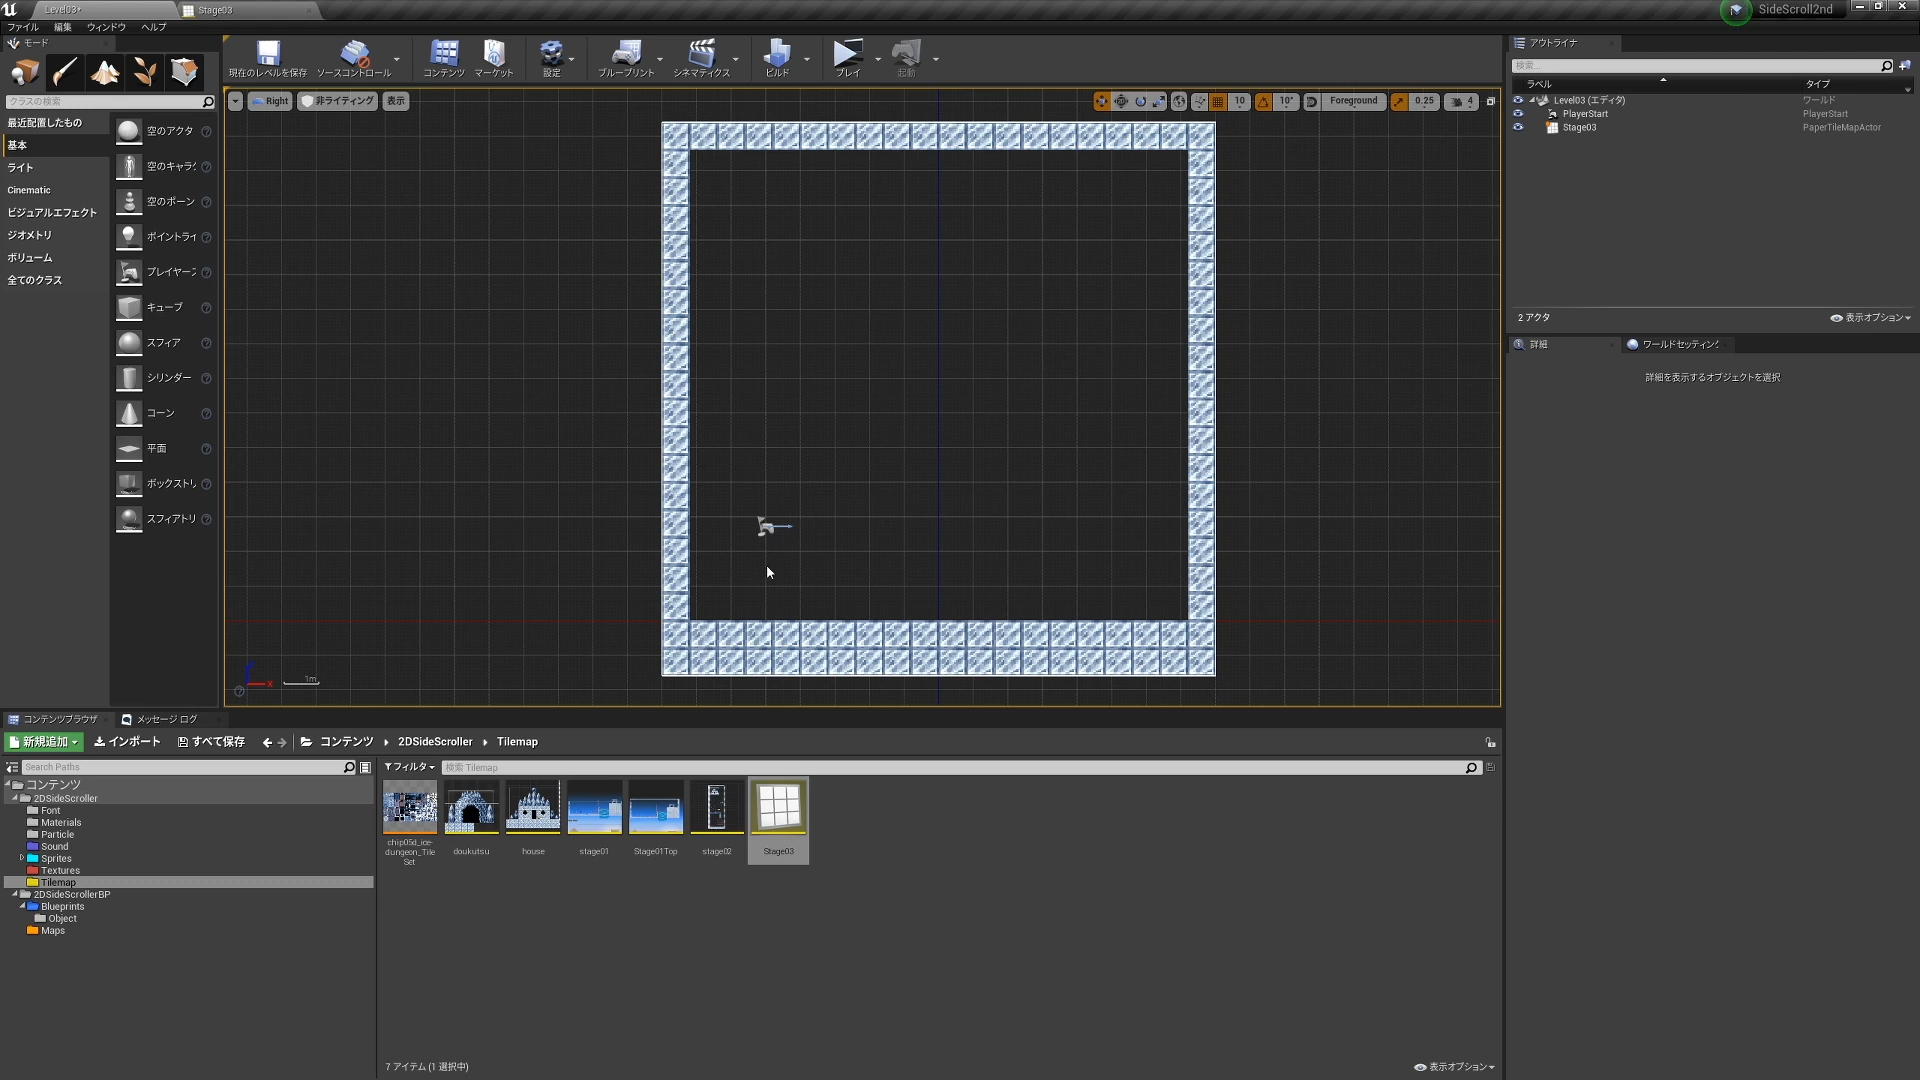 Level03*
Stage03
SideScroll2nd
ファイル 編集 ウィンドウ ヘルプ
モード
クラスの検索
最近配置したもの
基本
ライト
Cinematic
ビジュアルエフェクト
ジオメトリ
ボリューム
全てのクラス
空のアクタ
空のキャラク
空のポーン
ポイントライ
プレイヤース
キューブ
スフィア
シリンダー
コーン
平面
ボックストリ
スフィアトリ
現在のレベルを保存
ソースコントロール
コンテンツ
マーケット
設定
ブループリント
シネマティクス
ビルド
プレイ
起動
Right
非ライティング
表示
10
10°
Foreground
0.25
4
X
1m
アウトライナ
検索...
ラベル タイプ
Level03 (エディタ) ワールド
PlayerStart PlayerStart
Stage03 PaperTileMapActor
2 アクタ
表示オプション
詳細
ワールドセッティング
詳細を表示するオブジェクトを選択
コンテンツブラウザ
メッセージ ログ
新規追加
インポート
すべて保存
コンテンツ
2DSideScroller
Tilemap
Search Paths
フィルタ
検索 Tilemap
コンテンツ
2DSideScroller
Font
Materials
Particle
Sound
Sprites
Textures
Tilemap
2DSideScrollerBP
Blueprints
Object
Maps
chip05d_ice-
dungeon_Tile
Set
doukutsu
house
stage01
Stage01Top
stage02
Stage03
7 アイテム (1 選択中)
表示オプション